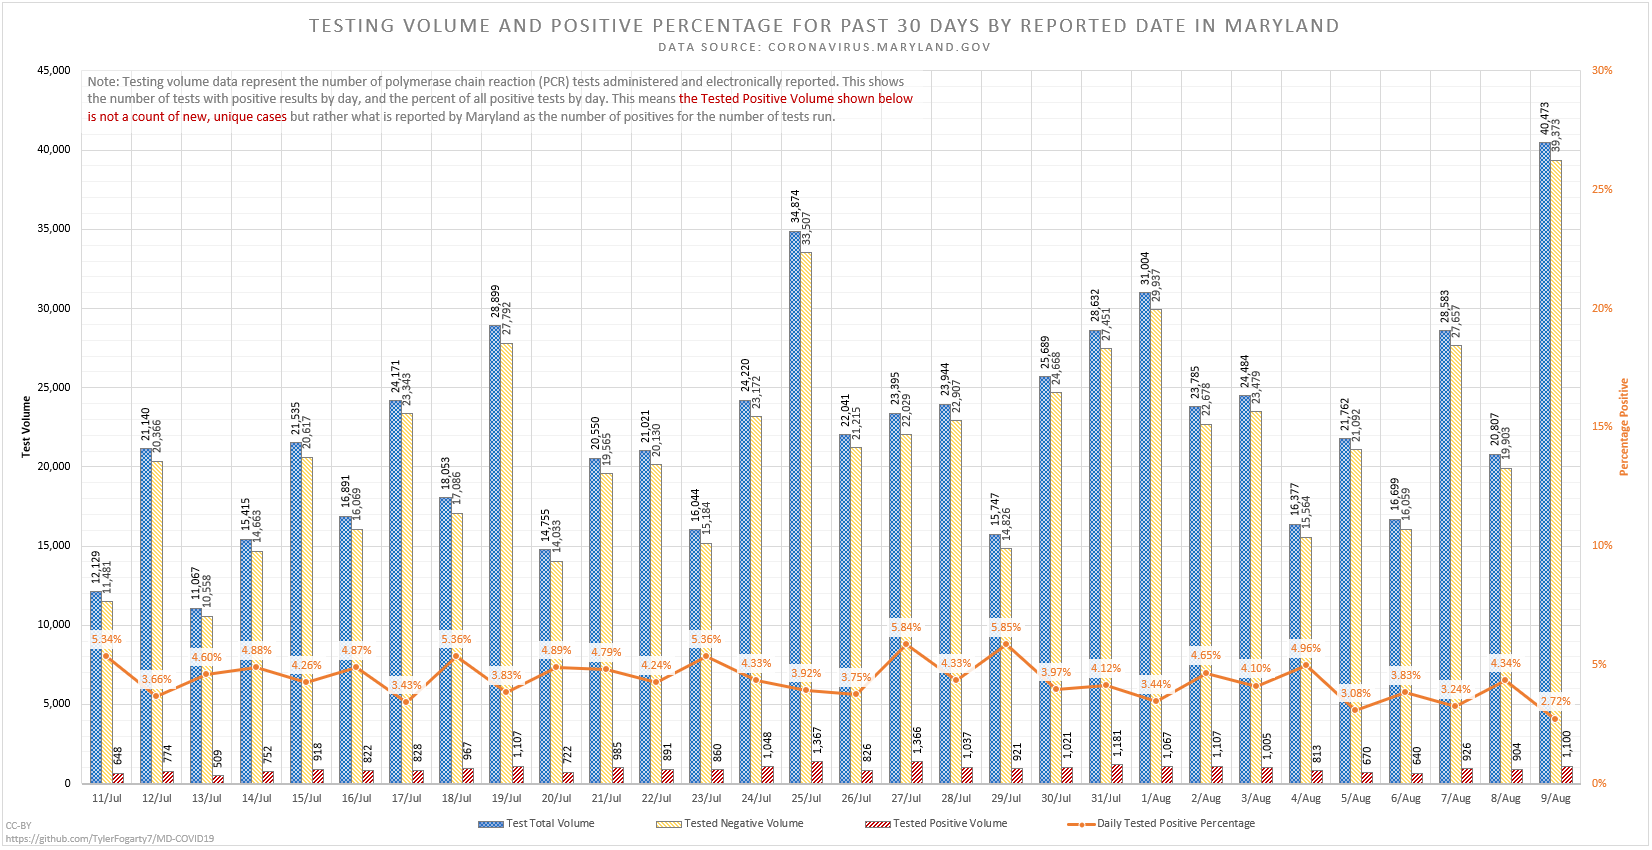 TESTING VOLUME AND POSITIVE PERCENTAGE FOR PAST 30 DAYS BY REPORTED DATE IN MARYLAND
DATA SOURCE: CORONAVIRUS.MARYLAND.GOV
Note: Testing volume data represent the number of polymerase chain reaction (PCR) tests administered and electronically reported. This shows
the number of tests with positive results by day, and the percent of all positive tests by day. This means the Tested Positive Volume shown below
is not a count of new, unique cases but rather what is reported by Maryland as the number of positives for the number of tests run.
Test Volume
45,000
40,000
35,000
30,000
25,000
20,000
15,000
10,000
5,000
0
Percentage Positive
30%
25%
20%
15%
10%
5%
0%
12,129 11,481 5.34% 648 11/Jul
21,140 20,366 3.66% 774 12/Jul
11,067 10,558 4.60% 509 13/Jul
15,415 14,663 4.88% 752 14/Jul
21,535 20,617 4.26% 918 15/Jul
16,891 16,069 4.87% 822 16/Jul
24,171 23,343 3.43% 828 17/Jul
18,053 17,086 5.36% 967 18/Jul
28,899 27,792 3.83% 1,107 19/Jul
14,755 14,033 4.89% 722 20/Jul
20,550 19,565 4.79% 985 21/Jul
21,021 20,130 4.24% 891 22/Jul
16,044 15,184 5.36% 860 23/Jul
24,220 23,172 4.33% 1,048 24/Jul
34,874 33,507 3.92% 1,367 25/Jul
22,041 21,215 3.75% 826 26/Jul
23,395 22,029 5.84% 1,366 27/Jul
23,944 22,907 4.33% 1,037 28/Jul
15,747 14,826 5.85% 921 29/Jul
25,689 24,668 3.97% 1,021 30/Jul
28,632 27,451 4.12% 1,181 31/Jul
31,004 29,937 3.44% 1,067 1/Aug
23,785 22,678 4.65% 1,107 2/Aug
24,484 23,479 4.10% 1,005 3/Aug
16,377 15,564 4.96% 813 4/Aug
21,762 21,092 3.08% 670 5/Aug
16,699 16,059 3.83% 640 6/Aug
28,583 27,657 3.24% 926 7/Aug
20,807 19,903 4.34% 904 8/Aug
40,473 39,373 2.72% 1,100 9/Aug
Test Total Volume
Tested Negative Volume
Tested Positive Volume
Daily Tested Positive Percentage
CC-BY
https://github.com/TylerFogarty7/MD-COVID19